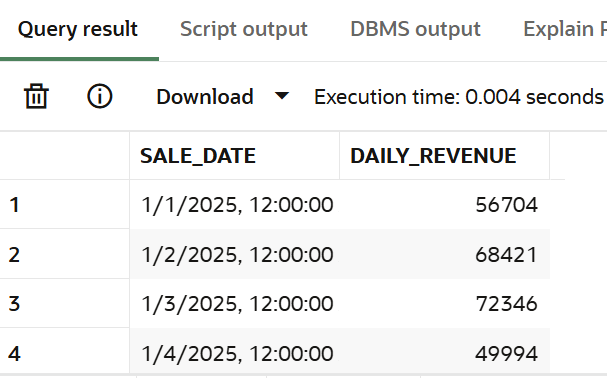 Query result Script output DBMS output Explain
Download Execution time: 0.004 seconds
SALE_DATE DAILY_REVENUE
1 1/1/2025, 12:00:00 56704
2 1/2/2025, 12:00:00 68421
3 1/3/2025, 12:00:00 72346
4 1/4/2025, 12:00:00 49994